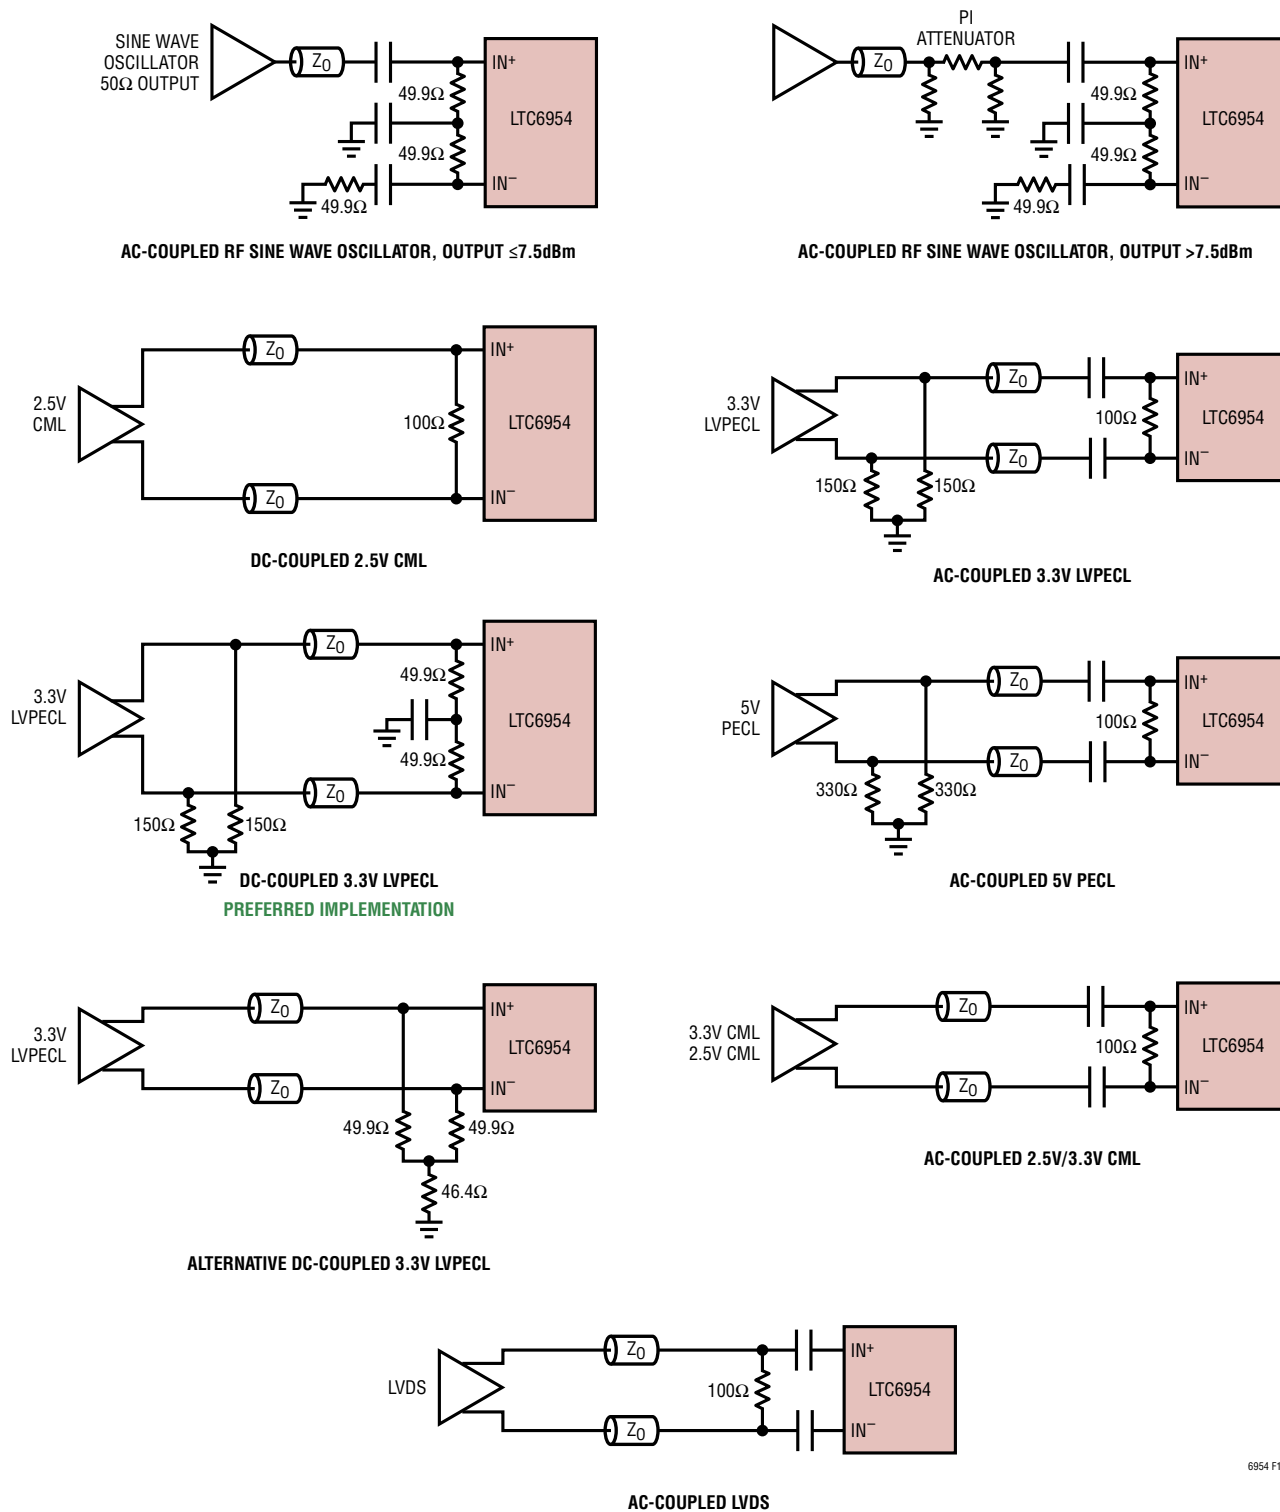 SINE WAVE
OSCILLATOR
50Ω OUTPUT
Z0
49.9Ω
49.9Ω
49.9Ω
IN+
LTC6954
IN−
AC-COUPLED RF SINE WAVE OSCILLATOR, OUTPUT ≤7.5dBm
PI
ATTENUATOR
Z0
49.9Ω
49.9Ω
49.9Ω
IN+
LTC6954
IN−
AC-COUPLED RF SINE WAVE OSCILLATOR, OUTPUT >7.5dBm
2.5V
CML
Z0
Z0
100Ω
IN+
LTC6954
IN−
DC-COUPLED 2.5V CML
3.3V
LVPECL
Z0
Z0
150Ω
150Ω
100Ω
IN+
LTC6954
IN−
AC-COUPLED 3.3V LVPECL
3.3V
LVPECL
Z0
Z0
150Ω
150Ω
49.9Ω
49.9Ω
IN+
LTC6954
IN−
DC-COUPLED 3.3V LVPECL
PREFERRED IMPLEMENTATION
5V
PECL
Z0
Z0
330Ω
330Ω
100Ω
IN+
LTC6954
IN−
AC-COUPLED 5V PECL
3.3V
LVPECL
Z0
Z0
49.9Ω
49.9Ω
46.4Ω
IN+
LTC6954
IN−
ALTERNATIVE DC-COUPLED 3.3V LVPECL
3.3V CML
2.5V CML
Z0
Z0
100Ω
IN+
LTC6954
IN−
AC-COUPLED 2.5V/3.3V CML
LVDS
Z0
Z0
100Ω
IN+
LTC6954
IN−
AC-COUPLED LVDS
6954